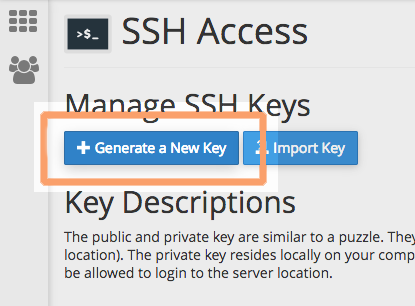 >$_ SSH Access
Manage SSH Keys
+ Generate a New Key Import Key
Key Descriptions
The public and private key are similar to a puzzle. They
location). The private key resides locally on your comp
be allowed to login to the server location.